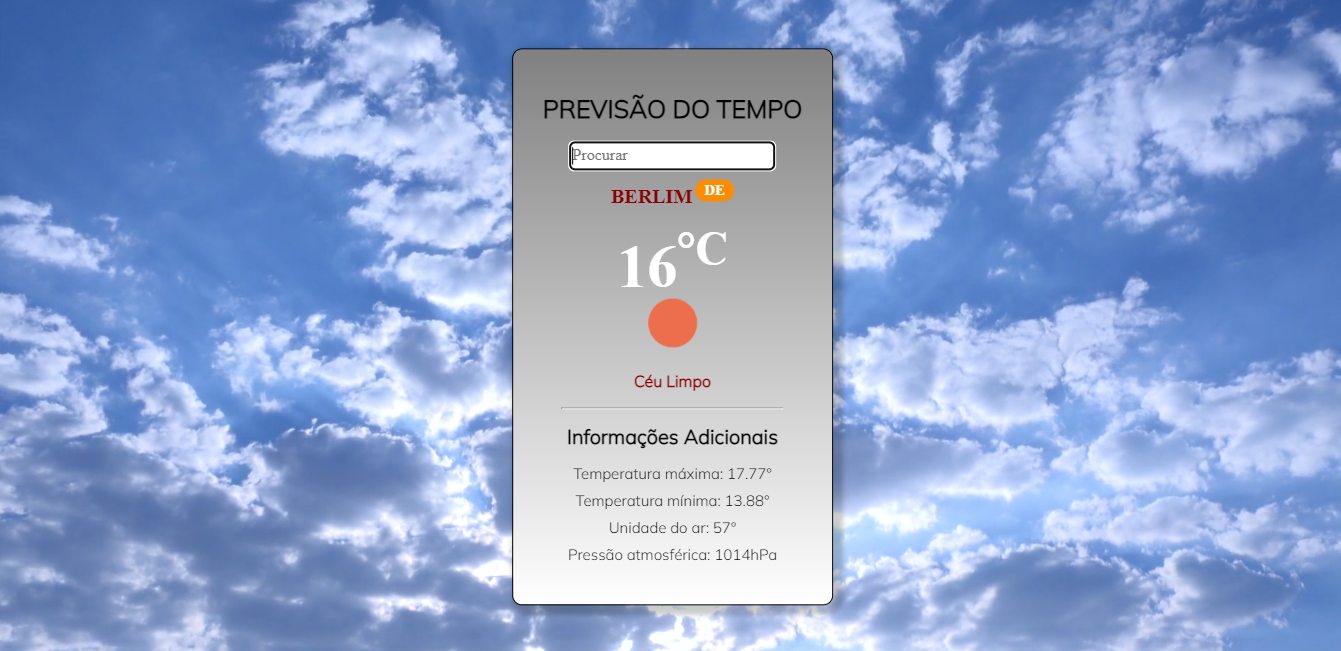 PREVISÃO DO TEMPO
Procurar
BERLIM DE
16°C
Céu Limpo
Informações Adicionais
Temperatura máxima: 17.77°
Temperatura mínima: 13.88°
Unidade do ar: 57°
Pressão atmosférica: 1014hPa